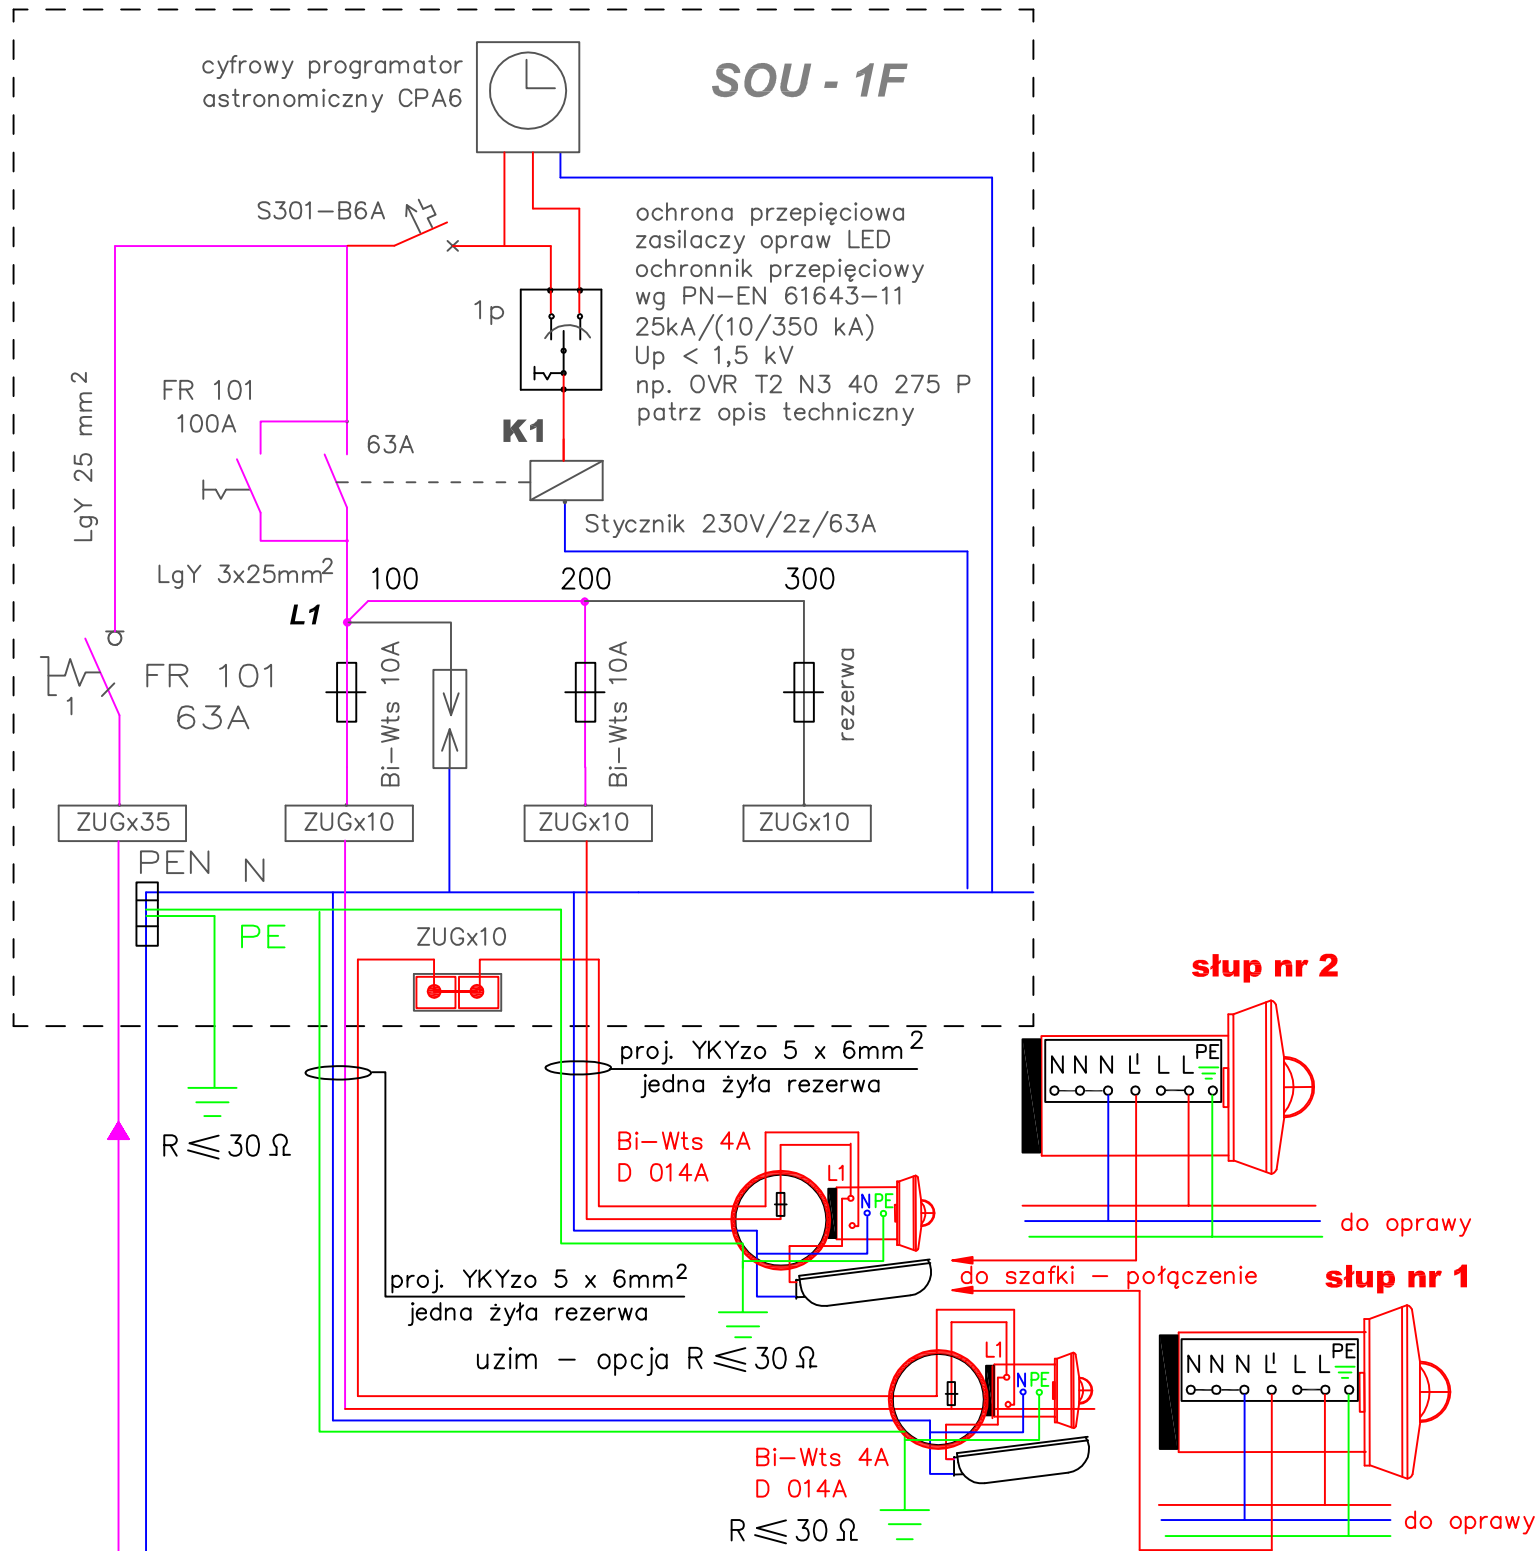 cyfrowy programator
astronomiczny CPA6
SOU - 1F
S301-B6A
1p
ochrona przepięciowa
zasilaczy opraw LED
ochronnik przepięciowy
wg PN-EN 61643-11
25kA/(10/350 kA)
Up < 1,5 kV
np. OVR T2 N3 40 275 P
patrz opis techniczny
LgY 25 mm²
FR 101
100A
63A
K1
Stycznik 230V/2z/63A
LgY 3x25mm²
100
200
300
L1
FR 101
63A
1
Bi-Wts 10A
Bi-Wts 10A
rezerwa
ZUGx35
ZUGx10
ZUGx10
ZUGx10
PEN
N
PE
ZUGx10
R ⩽ 30 Ω
proj. YKYzo 5 x 6mm²
jedna żyła rezerwa
słup nr 2
N N N L' L L PE
do oprawy
Bi-Wts 4A
D 014A
L1
N PE
proj. YKYzo 5 x 6mm²
jedna żyła rezerwa
do szafki - połączenie
słup nr 1
uzim - opcja R ⩽ 30 Ω
L1
N PE
N N N L' L L PE
Bi-Wts 4A
D 014A
R ⩽ 30 Ω
do oprawy